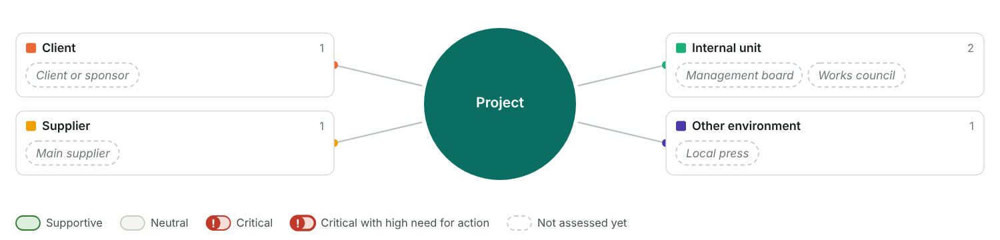 Client 1
Client or sponsor
Supplier 1
Main supplier
Project
Internal unit 2
Management board Works council
Other environment 1
Local press
Supportive Neutral ! Critical ! Critical with high need for action Not assessed yet